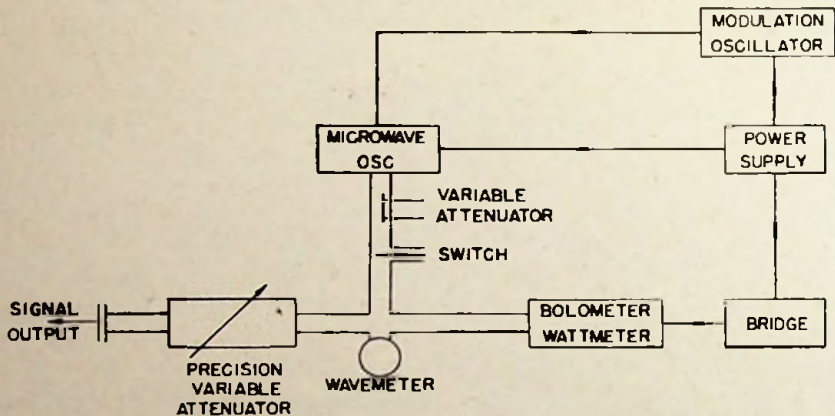 MODULATION
OSCILLATOR
MICROWAVE
OSC
POWER
SUPPLY
VARIABLE
ATTENUATOR
SWITCH
SIGNAL
OUTPUT
BOLOMETER
WATTMETER
BRIDGE
PRECISION
VARIABLE
ATTENUATOR
WAVEMETER